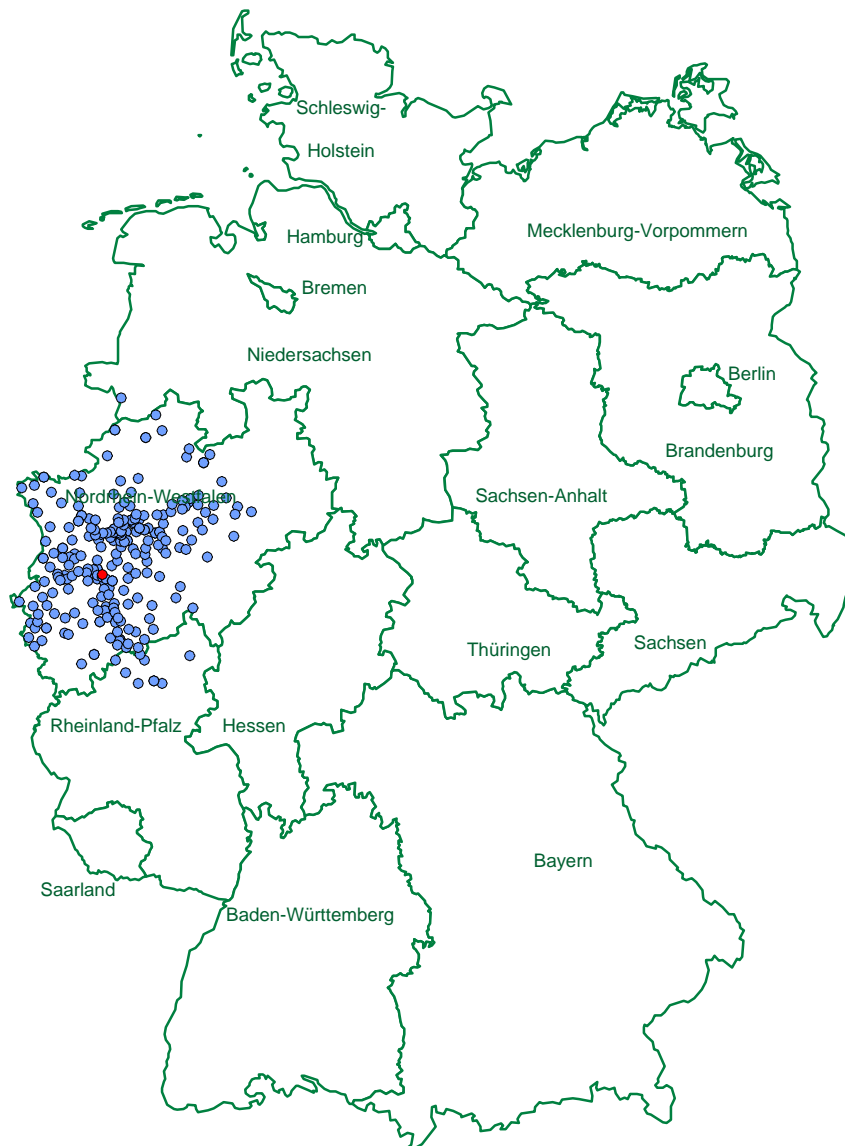 Schleswig-
Holstein
Hamburg
Mecklenburg-Vorpommern
Bremen
Niedersachsen
Berlin
Brandenburg
Nordrhein-Westfalen
Sachsen-Anhalt
Thüringen
Sachsen
Rheinland-Pfalz
Hessen
Bayern
Saarland
Baden-Württemberg